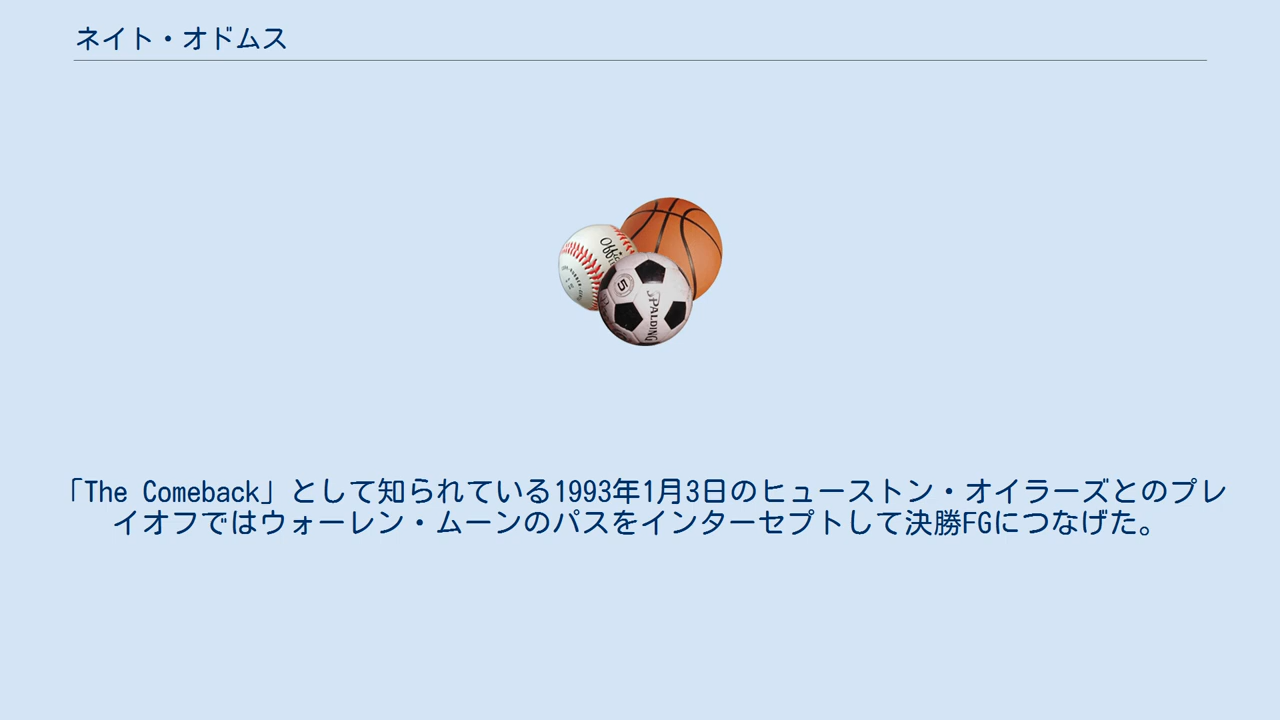 ネイト・オドムス
Offic
5
SPALDING
「The Comeback」として知られている1993年1月3日のヒューストン・オイラーズとのプレ
イオフではウォーレン・ムーンのパスをインターセプトして決勝FGにつなげた。